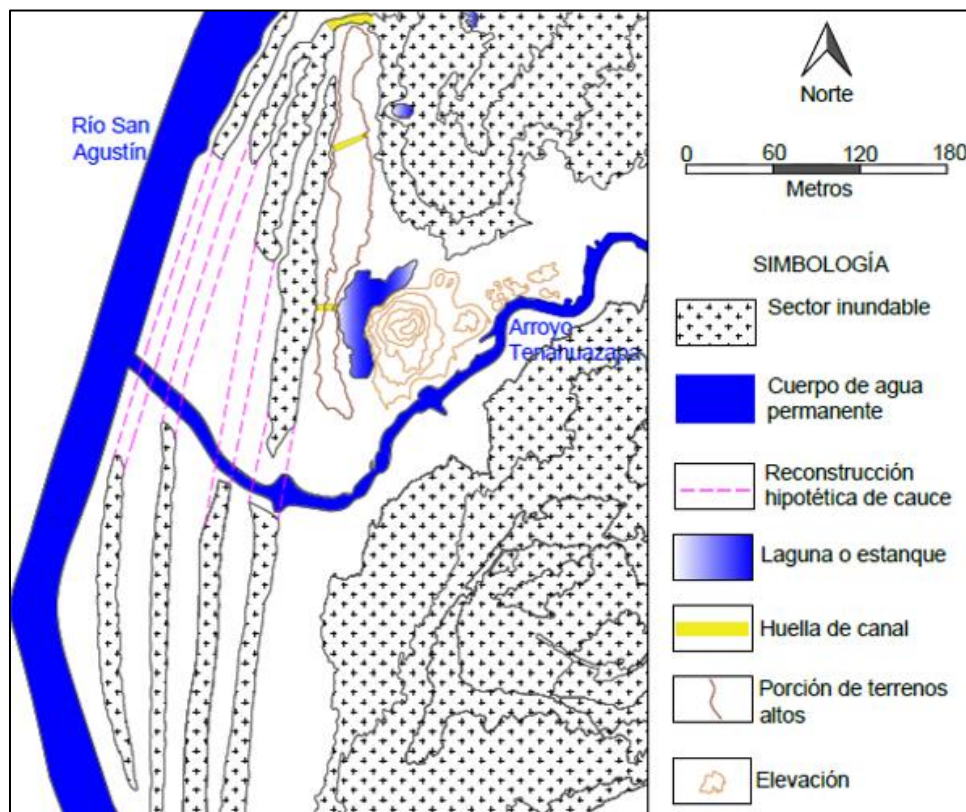 Río San
Agustín
Arroyo
Tenahuazapa
Norte
0 60 120 180
Metros
SIMBOLOGÍA
Sector inundable
Cuerpo de agua
permanente
Reconstrucción
hipotética de cauce
Laguna o estanque
Huella de canal
Porción de terrenos
altos
Elevación